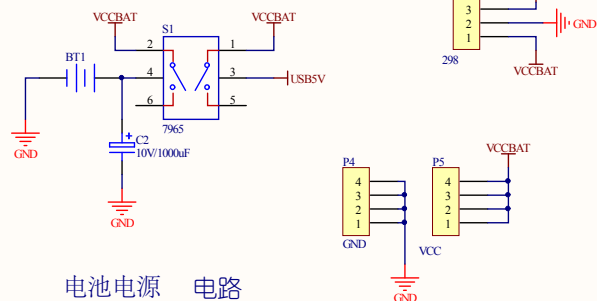 VCCBAT
VCCBAT
3
2
1
GND
298
VCCBAT
S1
2
1
BT1
4
3
USB5V
6
5
7965
GND
C2
10V/1000uF
GND
P4
4
3
2
1
GND
P5
4
3
2
1
VCC
VCCBAT
GND
电池电源 电路